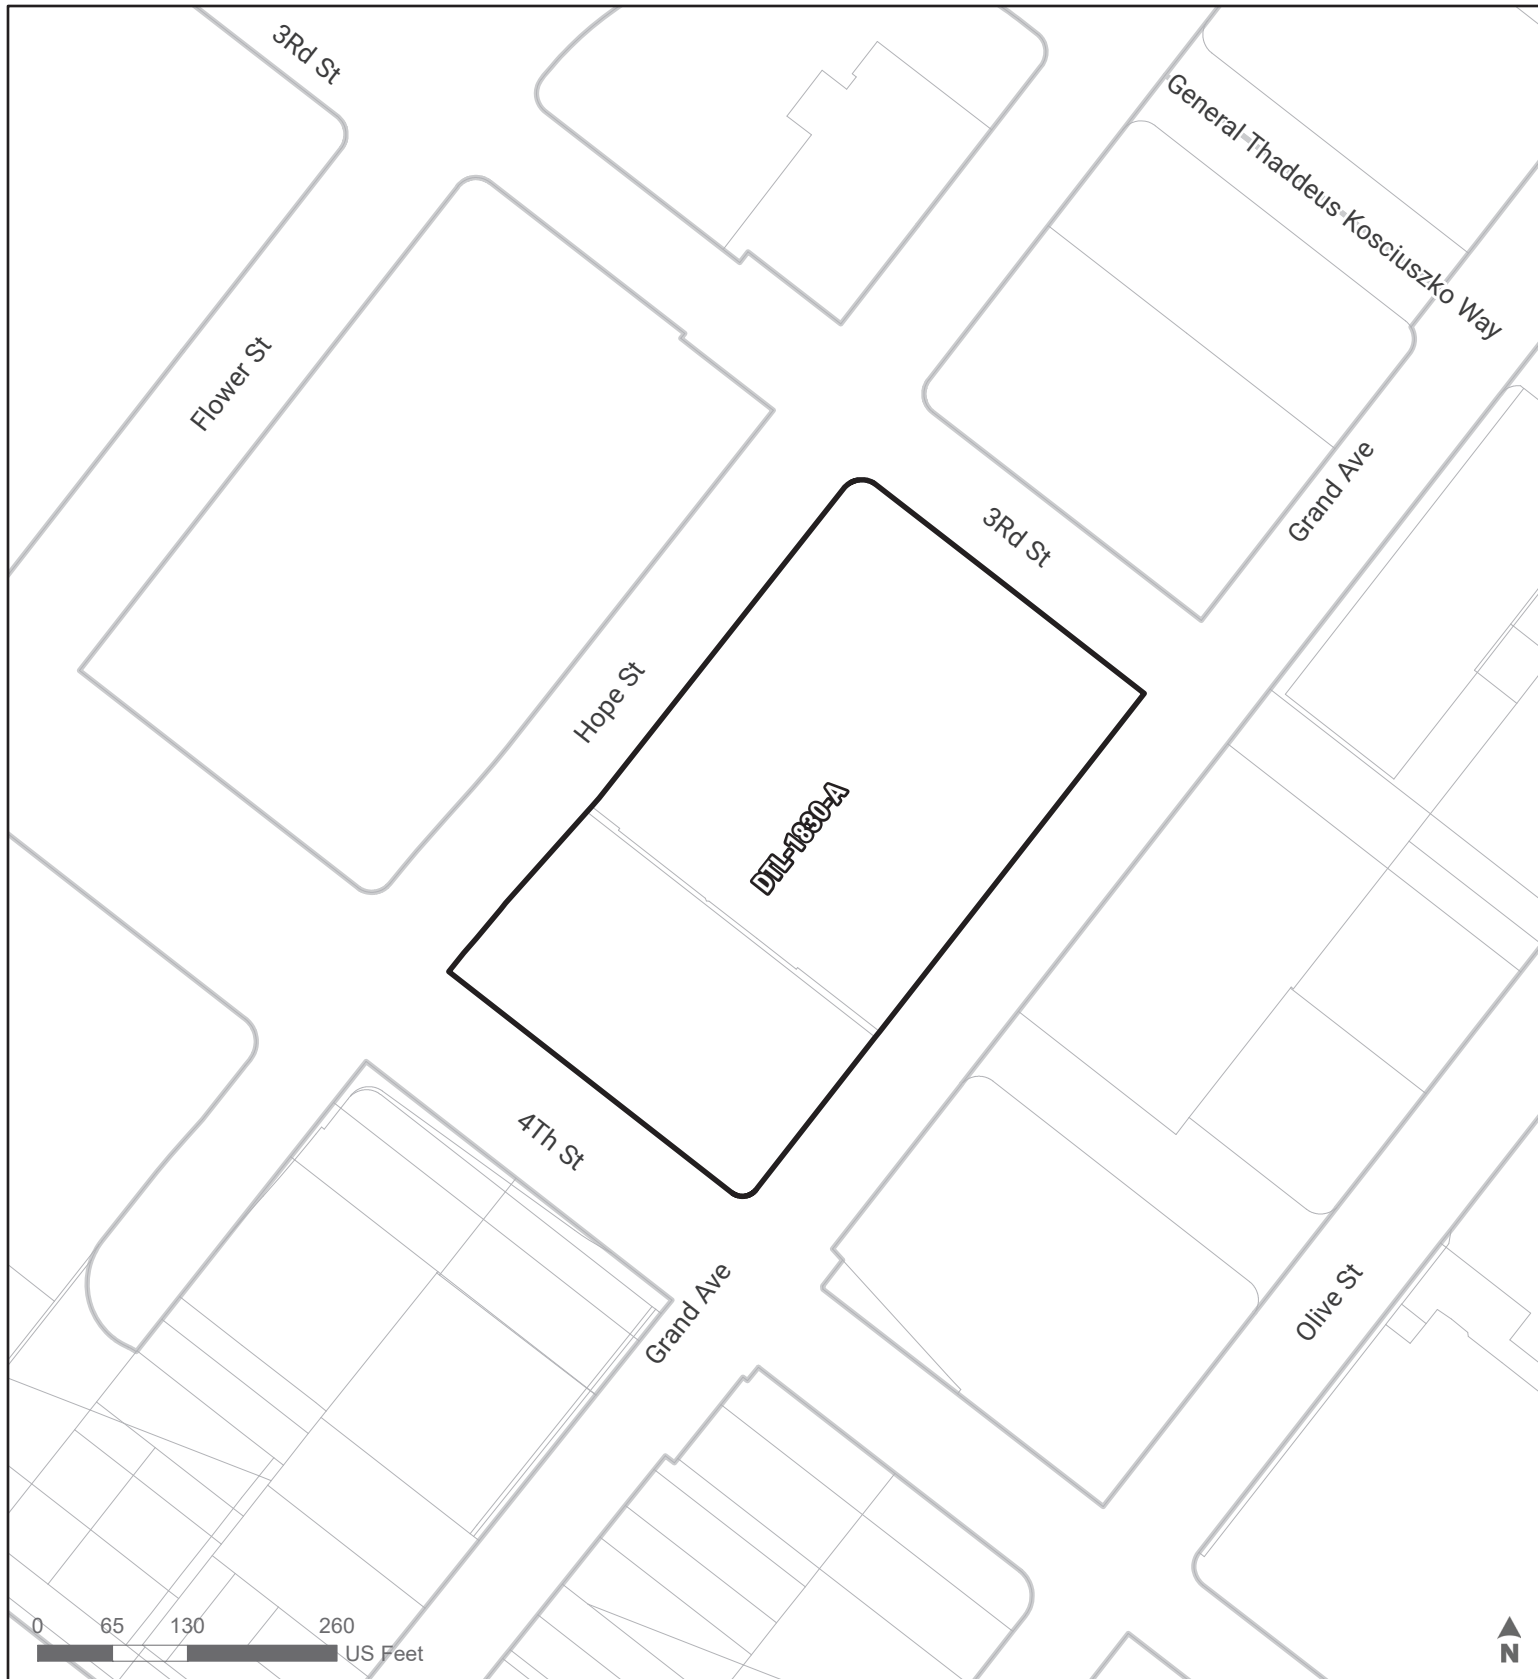 3Rd St
General Thaddeus Kosciuszko Way
Flower St
Grand Ave
3Rd St
Hope St
DTL-1830-A
4Th St
Grand Ave
Olive St
0 65 130 260
US Feet
N